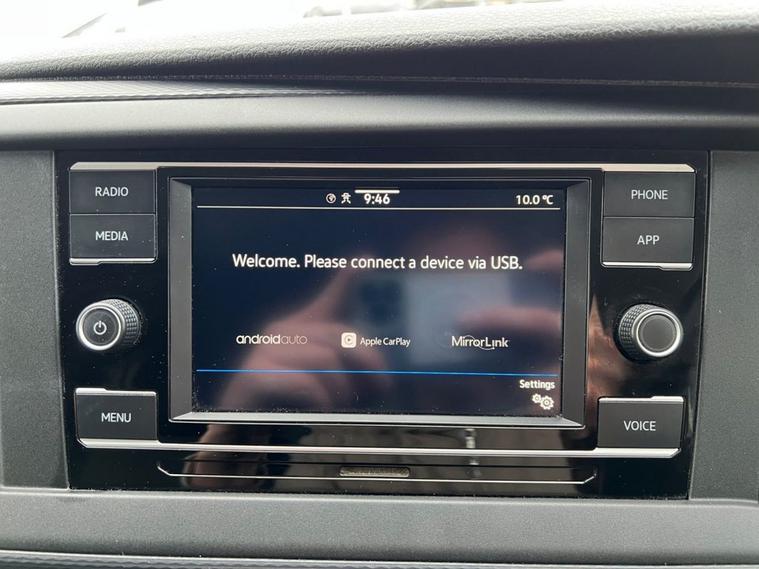 RADIO
MEDIA
MENU
9:46
10.0 °C
Welcome. Please connect a device via USB.
androidauto
Apple CarPlay
MirrorLink
Settings
PHONE
APP
VOICE